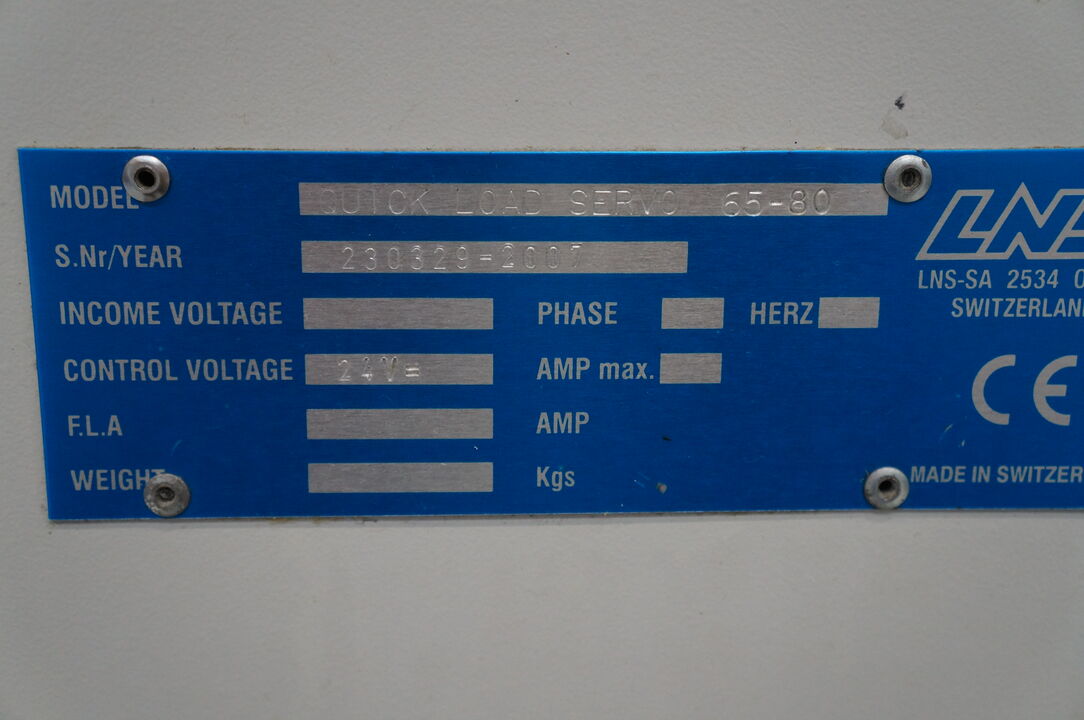 MODEL QUICK LOAD SERVO 65-80
S.Nr/YEAR 230329-2007
INCOME VOLTAGE PHASE HERZ
CONTROL VOLTAGE 24V= AMP max.
F.L.A AMP
WEIGHT Kgs
LNS
LNS-SA 2534 O
SWITZERLAN
CE
MADE IN SWITZER